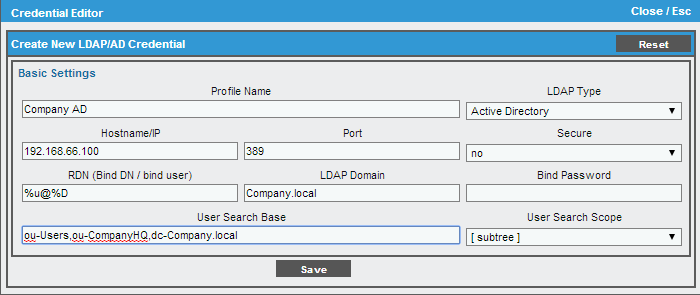 Credential Editor Close / Esc
Create New LDAP/AD Credential Reset
Basic Settings
Profile Name LDAP Type
Company AD Active Directory
Hostname/IP Port Secure
192.168.66.100 389 no
RDN (Bind DN / bind user) LDAP Domain Bind Password
%u@%D Company.local
User Search Base User Search Scope
ou-Users,ou-CompanyHQ,dc-Company.local [ subtree ]
Save